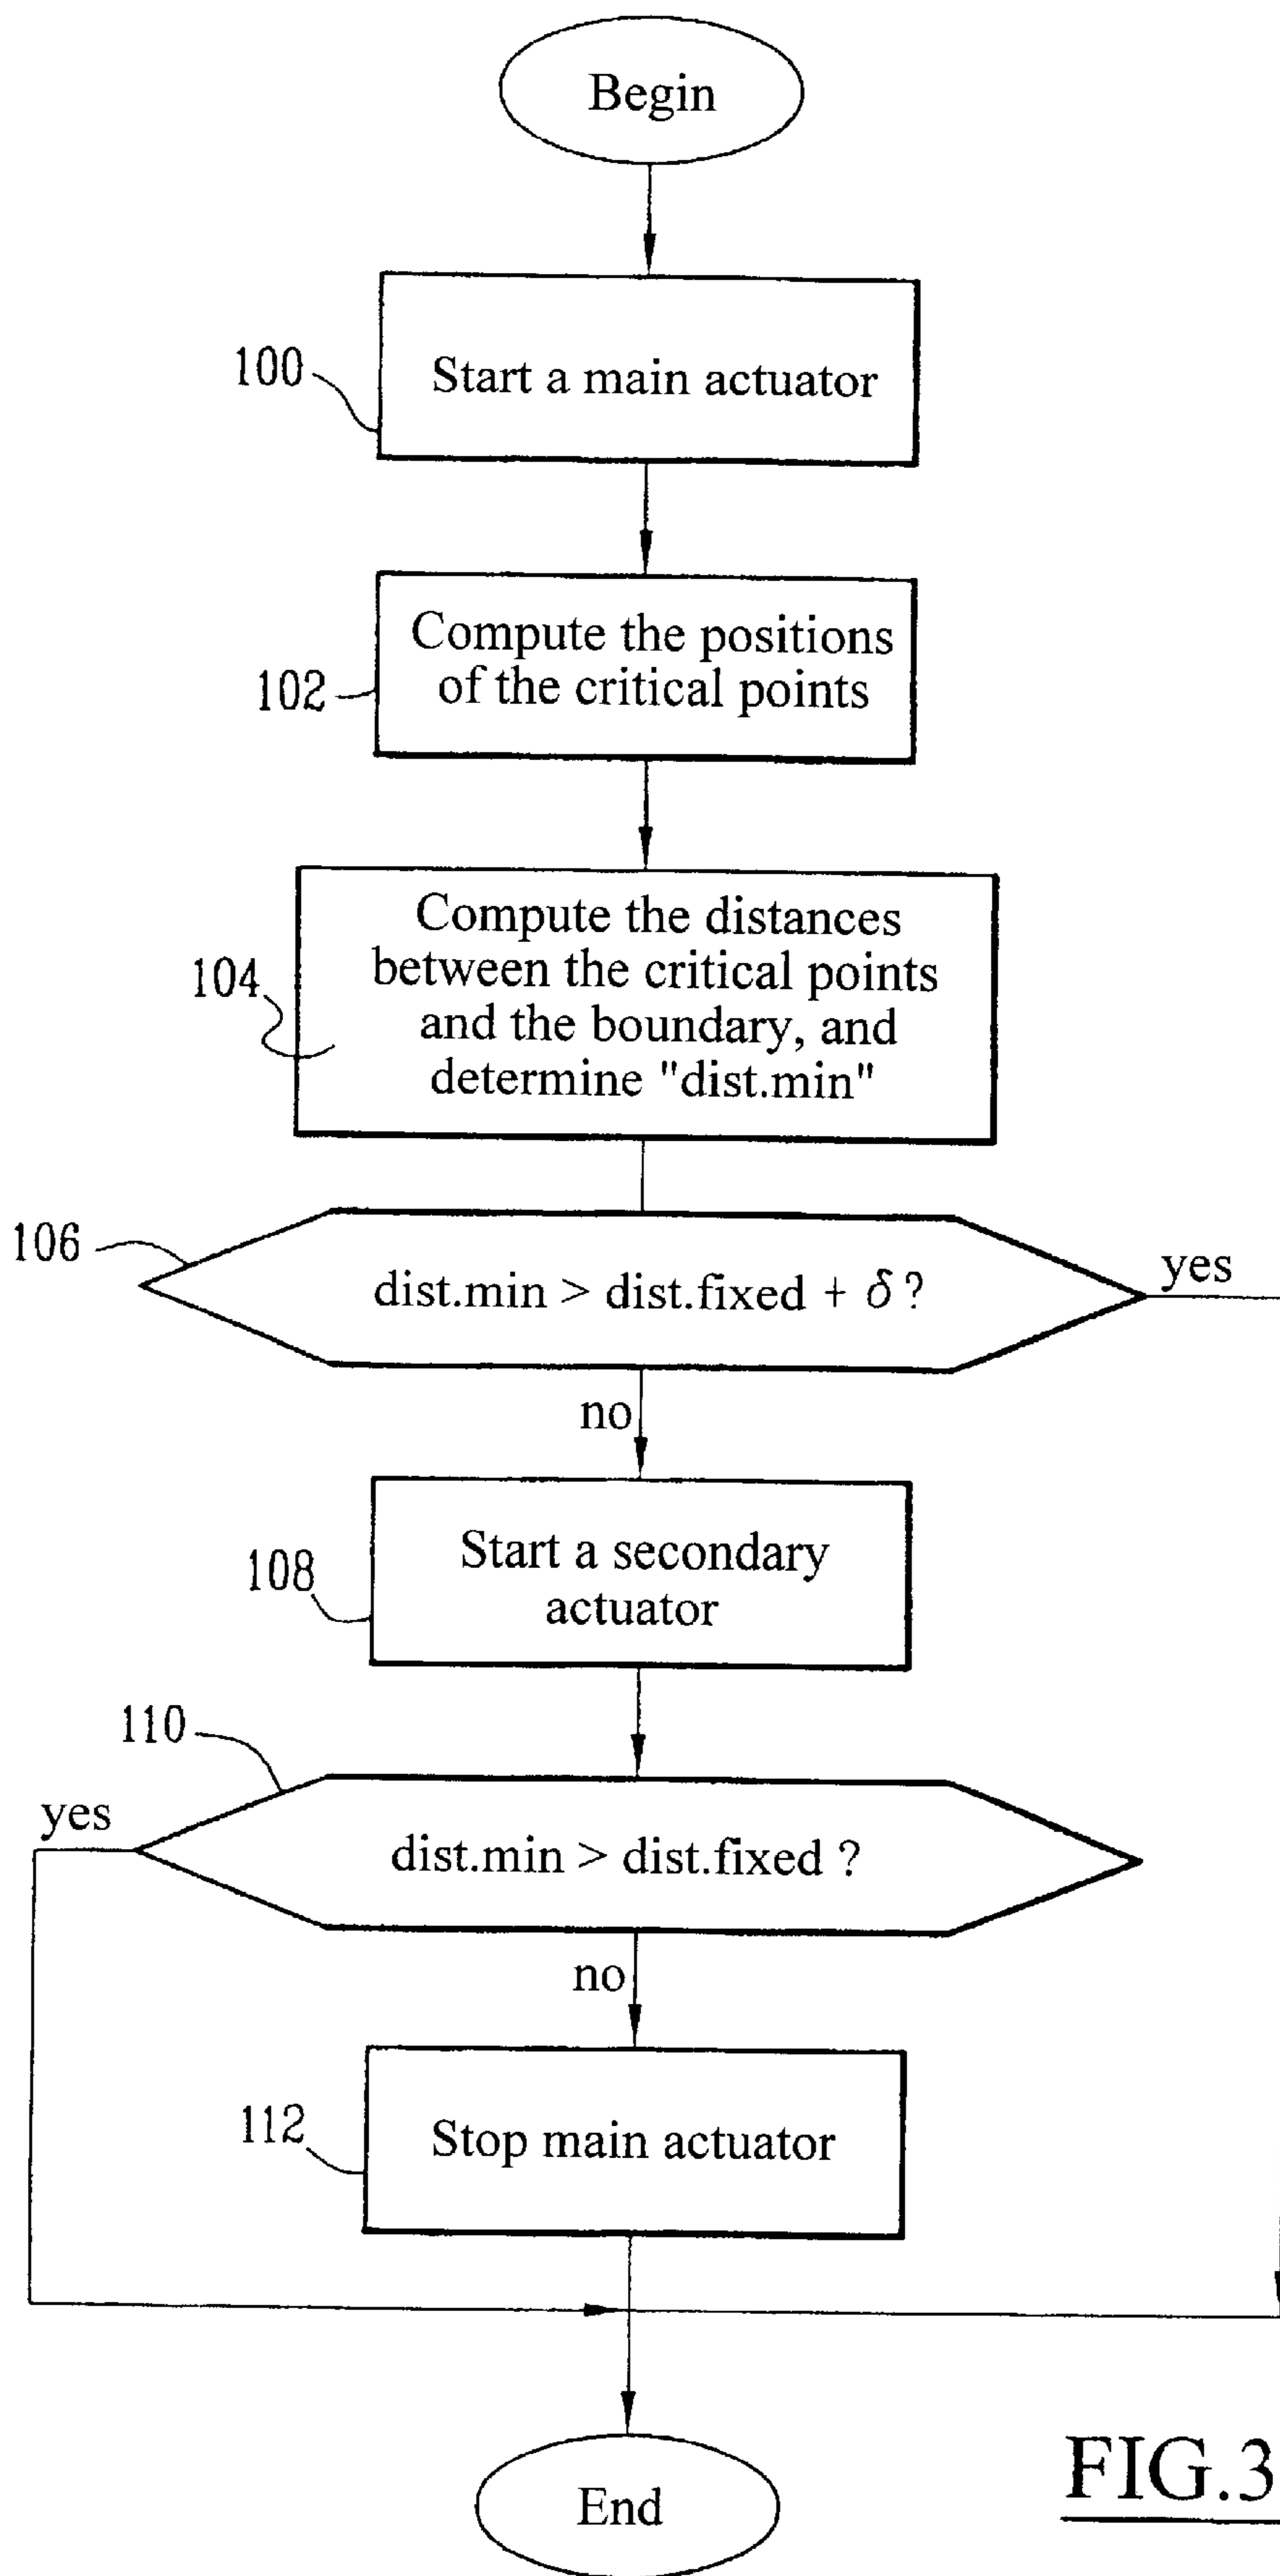 Begin
100
Start a main actuator
102
Compute the positions
of the critical points
104
Compute the distances
between the critical points
and the boundary, and
determine "dist.min"
106
dist.min > dist.fixed + δ ?
yes
no
108
Start a secondary
actuator
110
yes
dist.min > dist.fixed ?
no
112
Stop main actuator
End
FIG.3